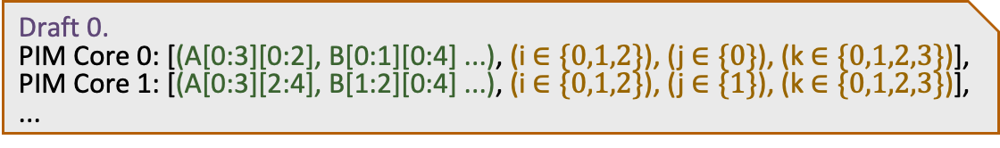 Draft 0.
PIM Core 0: [(A[0:3][0:2], B[0:1][0:4] ...), (i ∈ {0,1,2}), (j ∈ {0}), (k ∈ {0,1,2,3})],
PIM Core 1: [(A[0:3][2:4], B[1:2][0:4] ...), (i ∈ {0,1,2}), (j ∈ {1}), (k ∈ {0,1,2,3})],
...